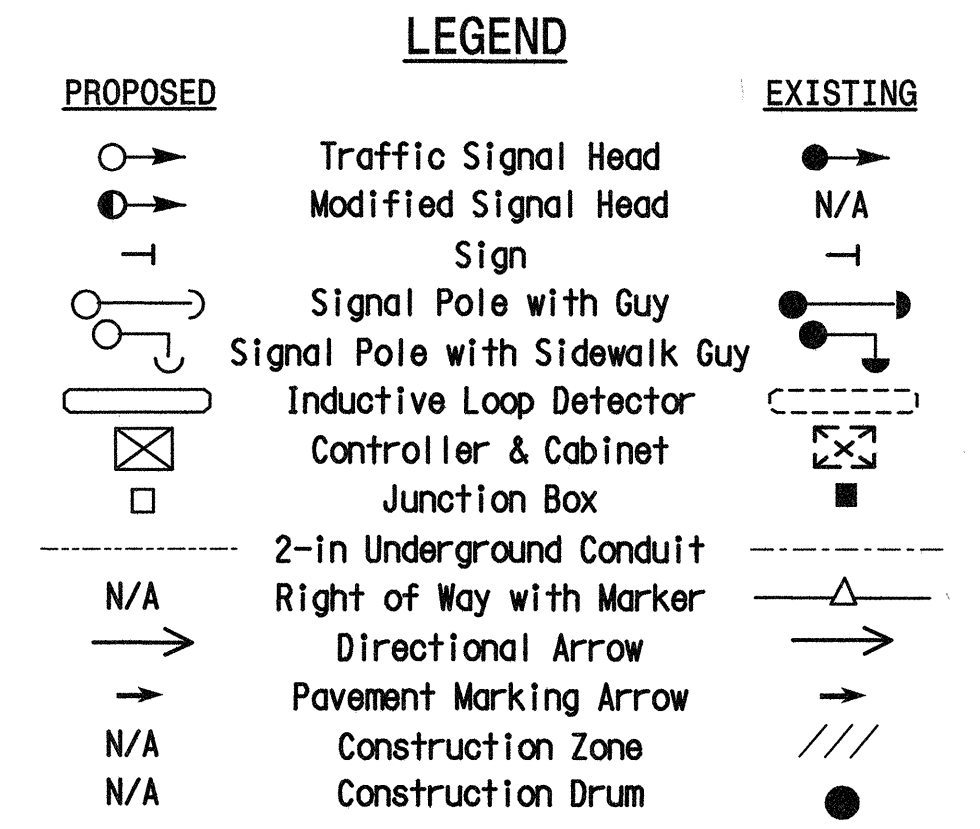 LEGEND
PROPOSED EXISTING
Traffic Signal Head
Modified Signal Head N/A
Sign
Signal Pole with Guy
Signal Pole with Sidewalk Guy
Inductive Loop Detector
Controller & Cabinet
Junction Box
2-in Underground Conduit
N/A Right of Way with Marker
Directional Arrow
Pavement Marking Arrow
N/A Construction Zone
N/A Construction Drum